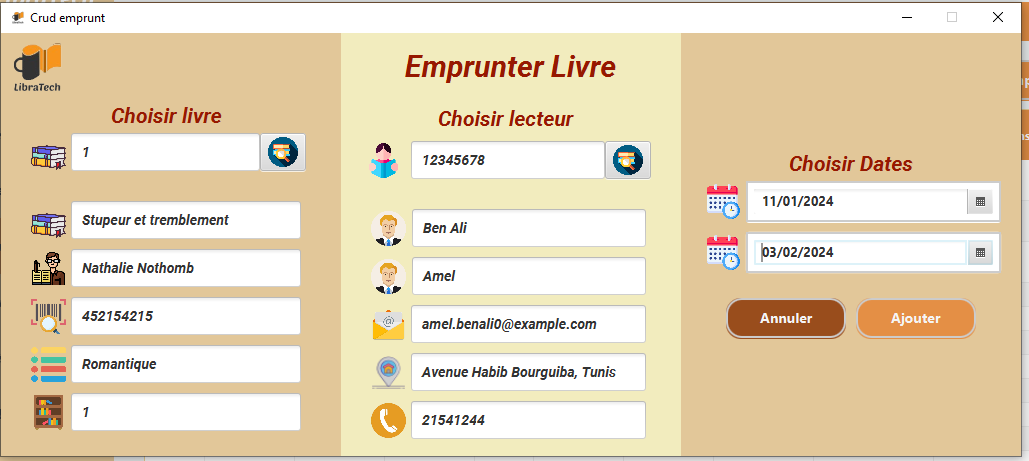 Crud emprunt
LibraTech
Choisir livre
1
Stupeur et tremblement
Nathalie Nothomb
452154215
Romantique
1
Emprunter Livre
Choisir lecteur
12345678
Ben Ali
Amel
amel.benali0@example.com
Avenue Habib Bourguiba, Tunis
21541244
Choisir Dates
11/01/2024
03/02/2024
Annuler
Ajouter